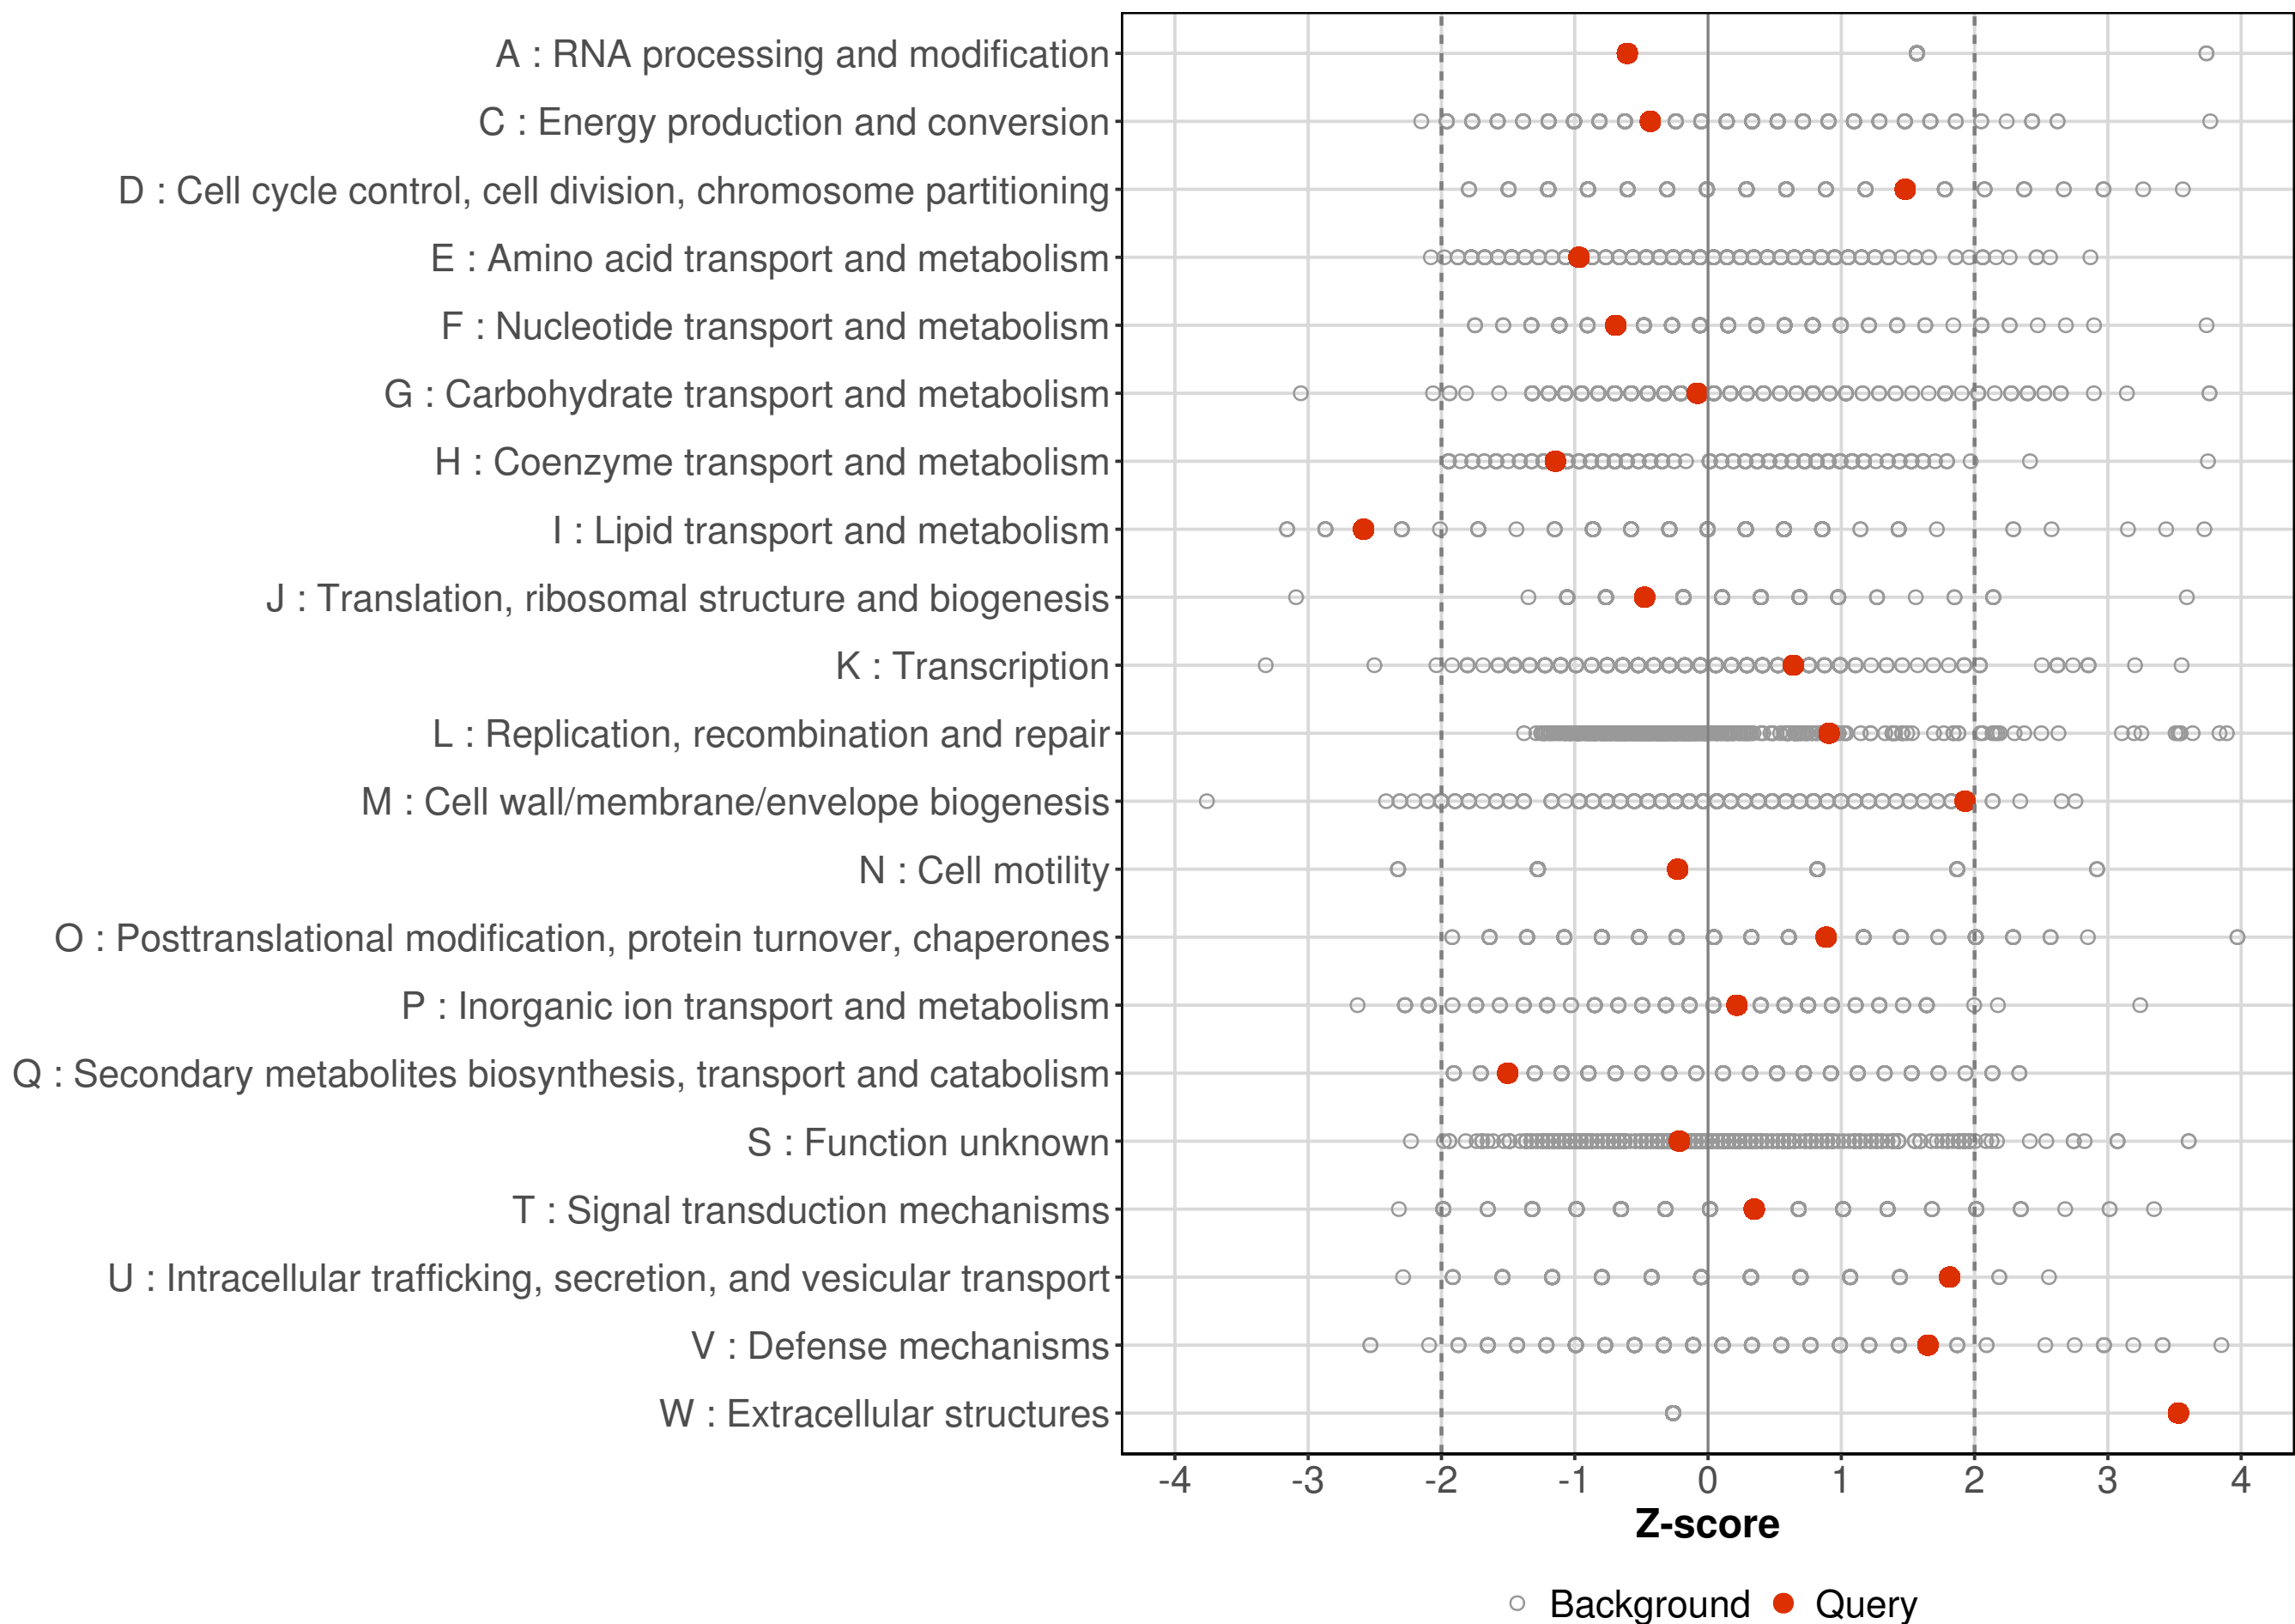 A : RNA processing and modification
C : Energy production and conversion
D : Cell cycle control, cell division, chromosome partitioning
E : Amino acid transport and metabolism
F : Nucleotide transport and metabolism
G : Carbohydrate transport and metabolism
H : Coenzyme transport and metabolism
I : Lipid transport and metabolism
J : Translation, ribosomal structure and biogenesis
K : Transcription
L : Replication, recombination and repair
M : Cell wall/membrane/envelope biogenesis
N : Cell motility
O : Posttranslational modification, protein turnover, chaperones
P : Inorganic ion transport and metabolism
Q : Secondary metabolites biosynthesis, transport and catabolism
S : Function unknown
T : Signal transduction mechanisms
U : Intracellular trafficking, secretion, and vesicular transport
V : Defense mechanisms
W : Extracellular structures
-4 -3 -2 -1 0 1 2 3 4
Z-score
Background Query